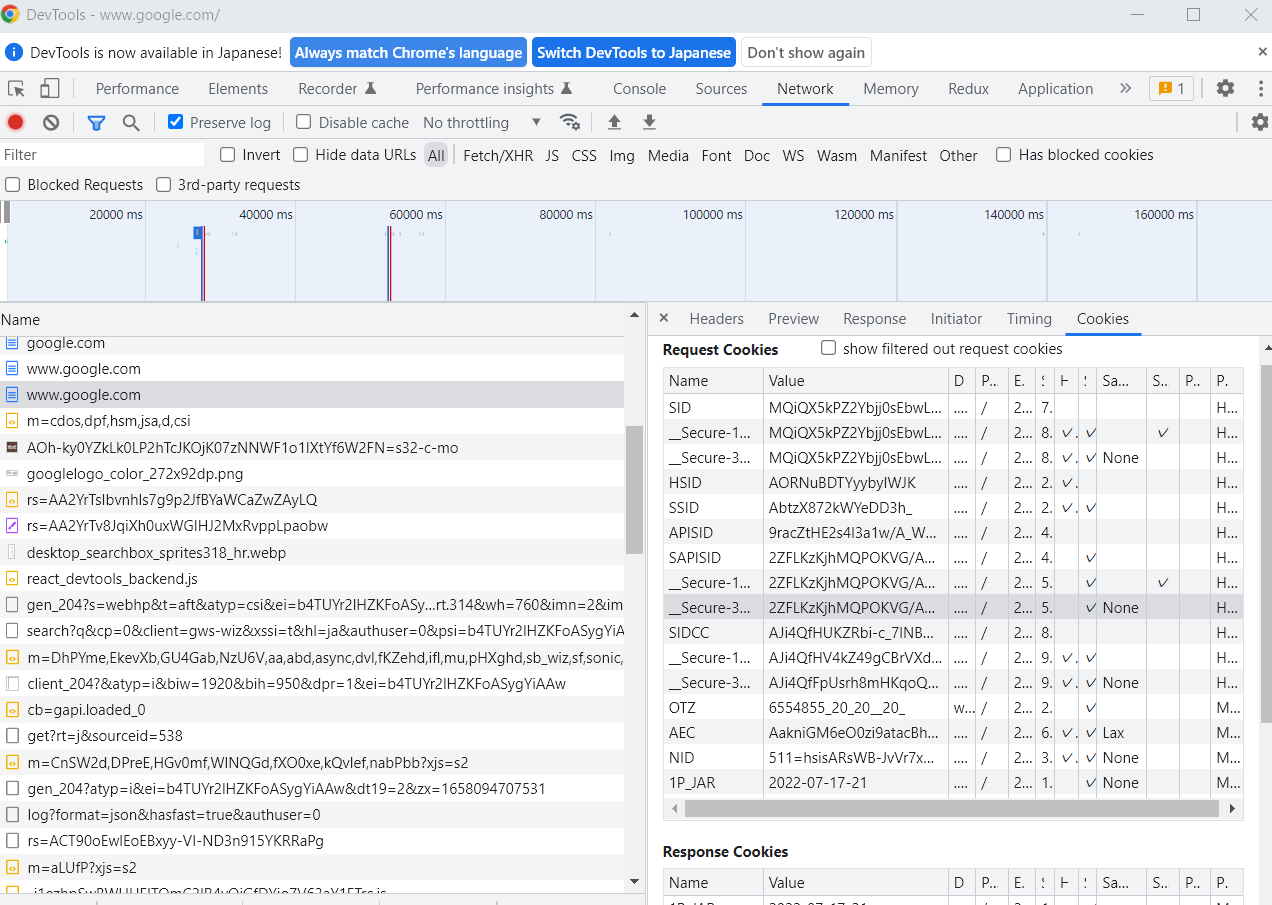 DevTools - www.google.com/
DevTools is now available in Japanese! Always match Chrome's language Switch DevTools to Japanese Don't show again
Performance Elements Recorder Performance insights Console Sources Network Memory Redux Application 1
Preserve log Disable cache No throttling
Filter Invert Hide data URLs All Fetch/XHR JS CSS Img Media Font Doc WS Wasm Manifest Other Has blocked cookies
Blocked Requests 3rd-party requests
20000 ms 40000 ms 60000 ms 80000 ms 100000 ms 120000 ms 140000 ms 160000 ms
Name
google.com
www.google.com
www.google.com
m=cdos,dpf,hsm,jsa,d,csi
AOh-ky0YZkLk0LP2hTcJKOjK07zNNWF1o1IXtYf6W2FN=s32-c-mo
googlelogo_color_272x92dp.png
rs=AA2YrTsIbvnhIs7g9p2JfBYaWCaZwZAyLQ
rs=AA2YrTv8JqiXh0uxWGIHJ2MxRvppLpaobw
desktop_searchbox_sprites318_hr.webp
react_devtools_backend.js
gen_204?s=webhp&t=aft&atyp=csi&ei=b4TUYr2IHZKFoASy...rt.314&wh=760&imn=2&im
search?q&cp=0&client=gws-wiz&xssi=t&hl=ja&authuser=0&psi=b4TUYr2IHZKFoASygYiA
m=DhPYme,EkevXb,GU4Gab,NzU6V,aa,abd,async,dvl,fKZehd,ifl,mu,pHXghd,sb_wiz,sf,sonic,
client_204?&atyp=i&biw=1920&bih=950&dpr=1&ei=b4TUYr2IHZKFoASygYiAAw
cb=gapi.loaded_0
get?rt=j&sourceid=538
m=CnSW2d,DPreE,HGv0mf,WINQGd,fXO0xe,kQvlef,nabPbb?xjs=s2
gen_204?atyp=i&ei=b4TUYr2IHZKFoASygYiAAw&dt19=2&zx=1658094707531
log?format=json&hasfast=true&authuser=0
rs=ACT90oEwlEoEBxyy-VI-ND3n915YKRRaPg
m=aLUfP?xjs=s2
Headers Preview Response Initiator Timing Cookies
Request Cookies show filtered out request cookies
Name Value D P... E. Sa... S... P... P.
SID MQiQX5kPZ2Ybjj0sEbwL... .... / 2... 7. H...
__Secure-1... MQiQX5kPZ2Ybjj0sEbwL... .... / 2... 8. ✓. ✓ ✓ H...
__Secure-3... MQiQX5kPZ2Ybjj0sEbwL... .... / 2... 8. ✓. ✓ None H...
HSID AORNuBDTYyybyIWJK .... / 2... 2. ✓. H...
SSID AbtzX872kWYeDD3h_ .... / 2... 2. ✓. ✓ H...
APISID 9racZtHE2s4I3a1w/A_W... .... / 2... 4. H...
SAPISID 2ZFLKzKjhMQPOKVG/A... .... / 2... 4. ✓ H...
__Secure-1... 2ZFLKzKjhMQPOKVG/A... .... / 2... 5. ✓ ✓ H...
__Secure-3... 2ZFLKzKjhMQPOKVG/A... .... / 2... 5. ✓ None H...
SIDCC AJi4QfHUKZRbi-c_7INB... .... / 2... 8. H...
__Secure-1... AJi4QfHV4kZ49gCBrVXd... .... / 2... 9. ✓. ✓ H...
__Secure-3... AJi4QfFpUsrh8mHKqoQ... .... / 2... 9. ✓ ✓ None H...
OTZ 6554855_20_20__20_ w... / 2... 2. ✓ M...
AEC AakniGM6eO0zi9atacBh... .... / 2... 6. ✓. ✓ Lax M...
NID 511=hsisARsWB-JvVr7x... .... / 2... 3. ✓. ✓ None M...
1P_JAR 2022-07-17-21 .... / 2... 1. ✓ None M...
Response Cookies
Name Value D P... E. Sa... S... P... P.
1P_JAR 2022-07-17-21